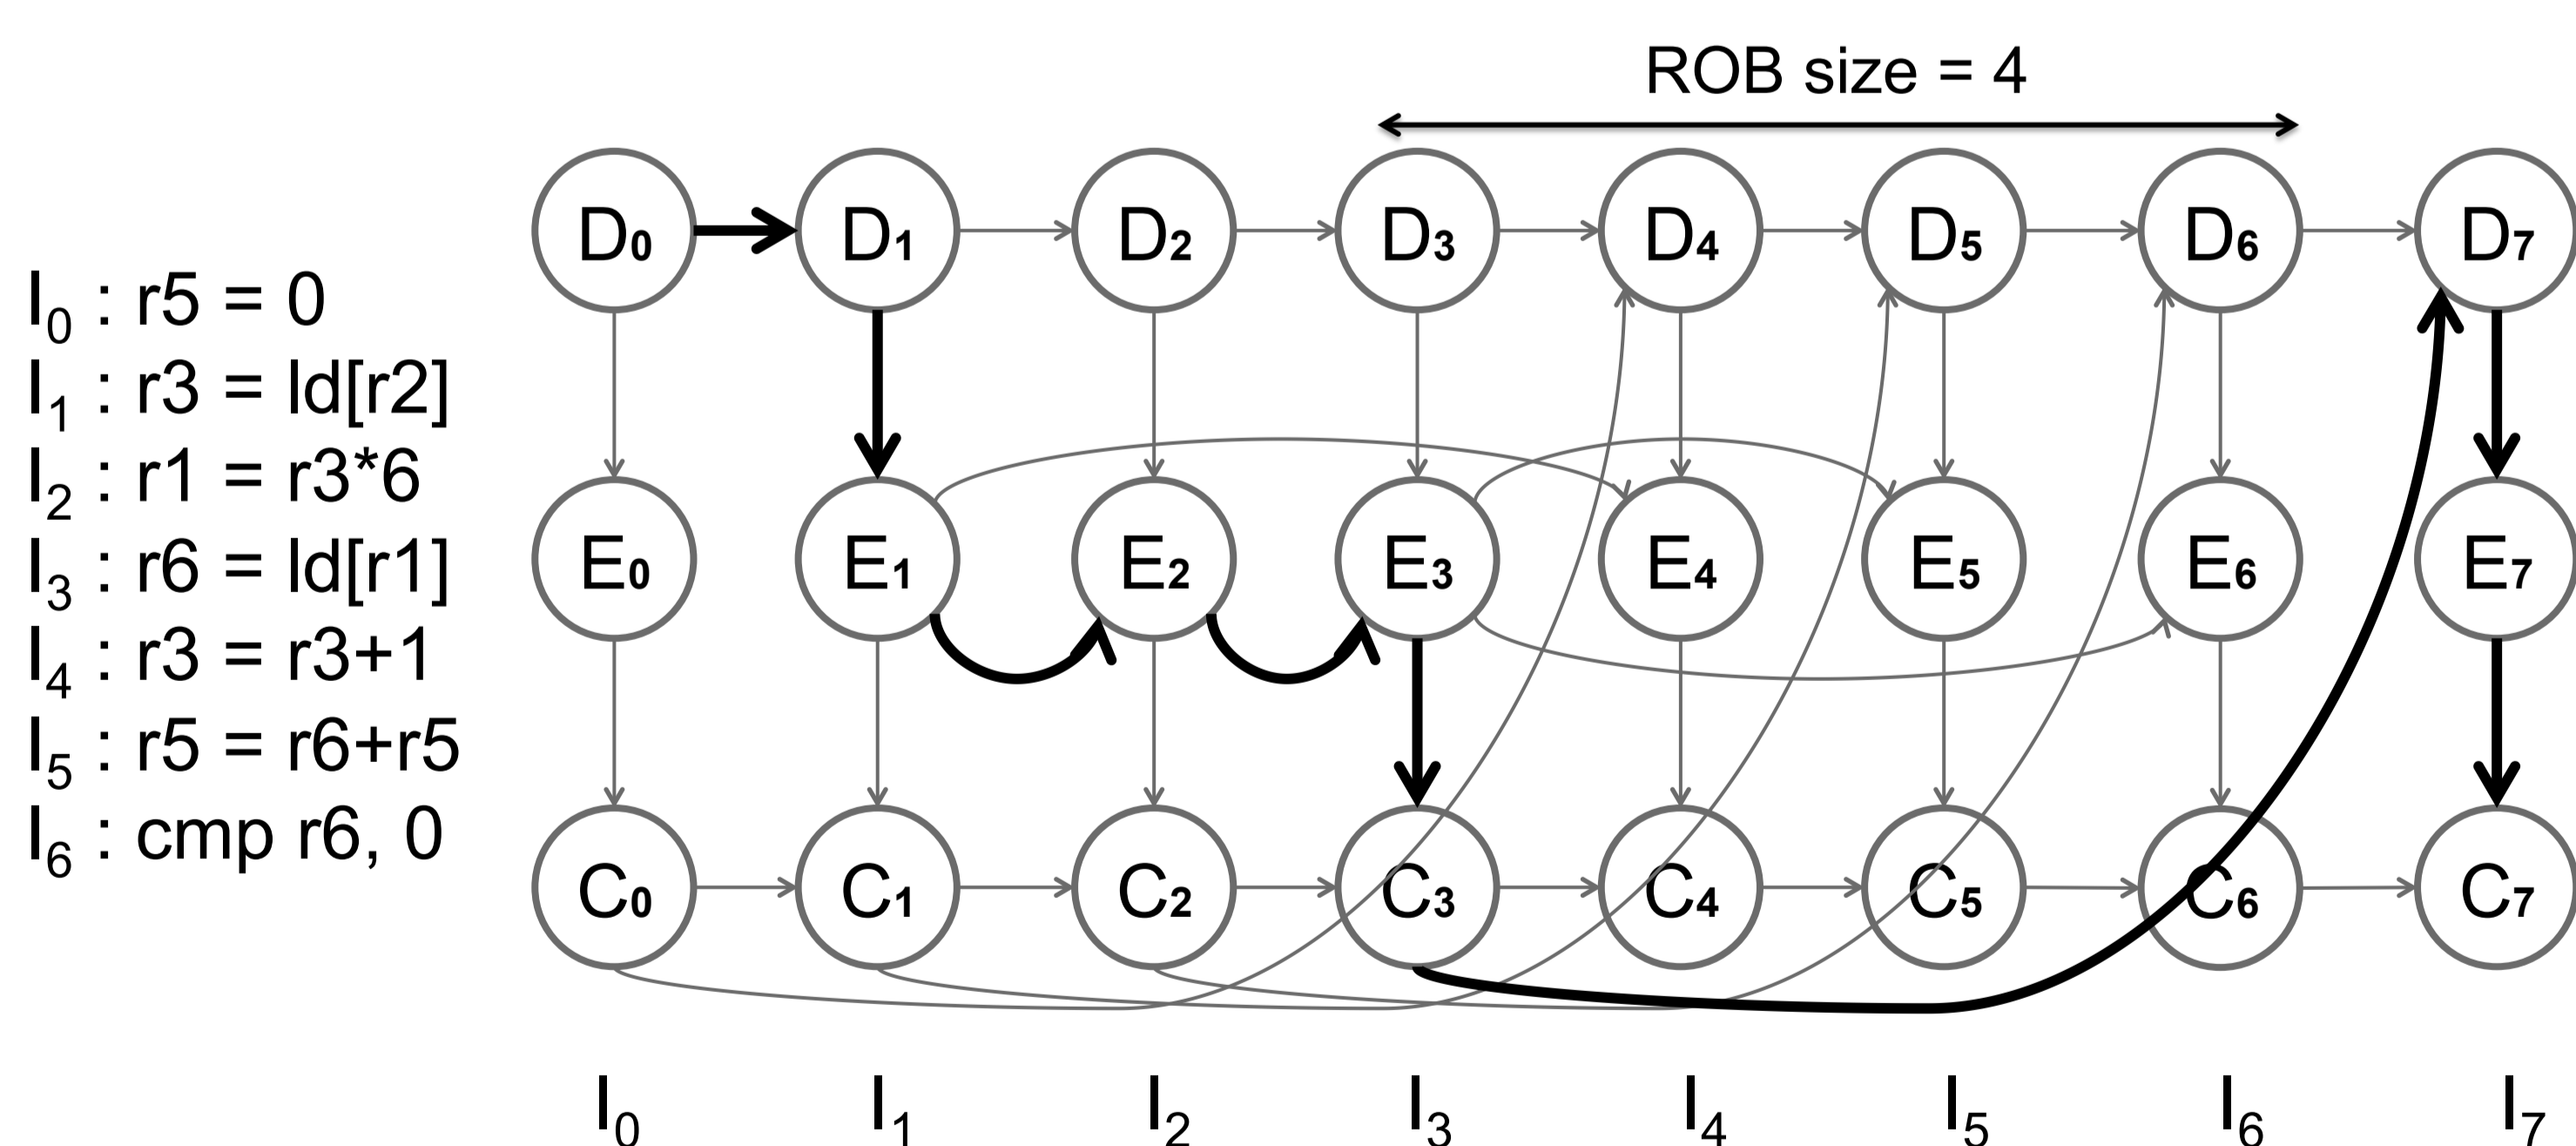 ROB size = 4
D0 D1 D2 D3 D4 D5 D6 D7
I0 : r5 = 0
I1 : r3 = ld[r2]
I2 : r1 = r3*6
I3 : r6 = ld[r1]
I4 : r3 = r3+1
I5 : r5 = r6+r5
I6 : cmp r6, 0
E0 E1 E2 E3 E4 E5 E6 E7
C0 C1 C2 C3 C4 C5 C6 C7
I0 I1 I2 I3 I4 I5 I6 I7